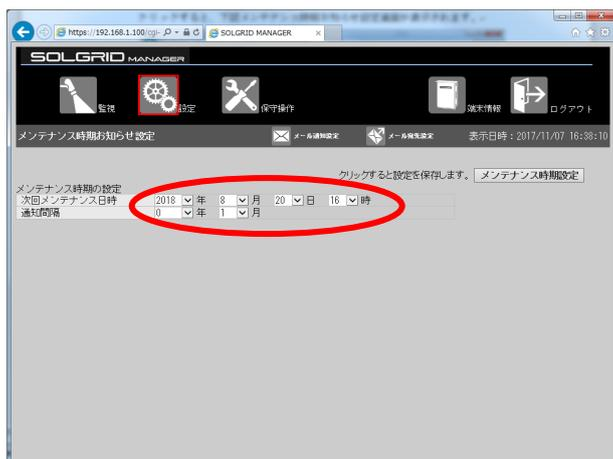 https://192.168.1.100/cgi-
SOLGRID MANAGER
SOLGRID MANAGER
監視
設定
保守操作
端末情報
ログアウト
メンテナンス時期お知らせ設定
メール通知設定
メール宛先設定
表示日時:2017/11/07 16:38:10
クリックすると設定を保存します。 メンテナンス時期設定
メンテナンス時期の設定
次回メンテナンス日時 2018 年 8 月 20 日 16 時
通知間隔 0 年 1 月